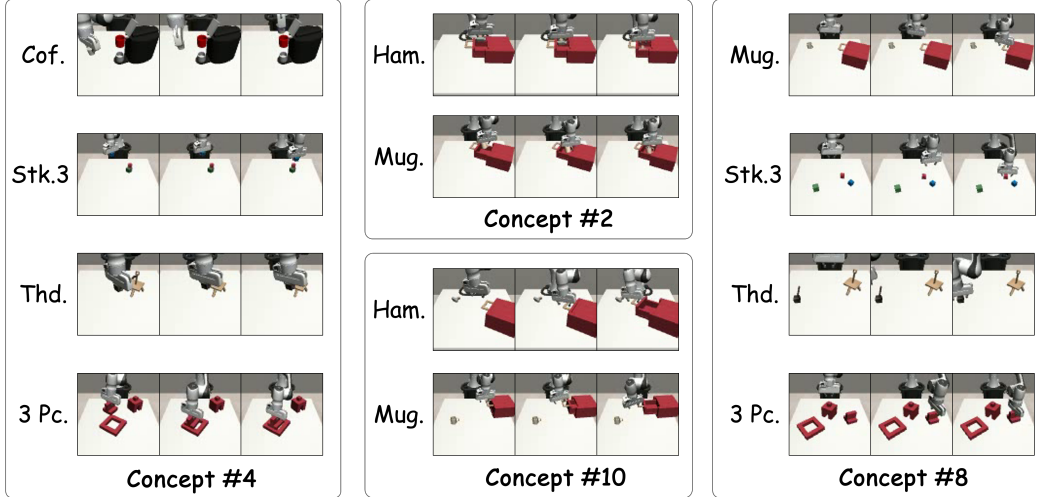 Cof.
Stk.3
Thd.
3 Pc.
Concept #4
Ham.
Mug.
Concept #2
Ham.
Mug.
Concept #10
Mug.
Stk.3
Thd.
3 Pc.
Concept #8